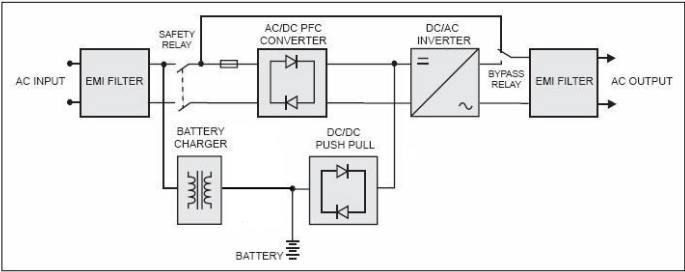 SAFETY
RELAY
AC/DC PFC
CONVERTER
DC/AC
INVERTER
AC INPUT
EMI FILTER
BYPASS
RELAY
EMI FILTER
AC OUTPUT
BATTERY
CHARGER
DC/DC
PUSH PULL
BATTERY